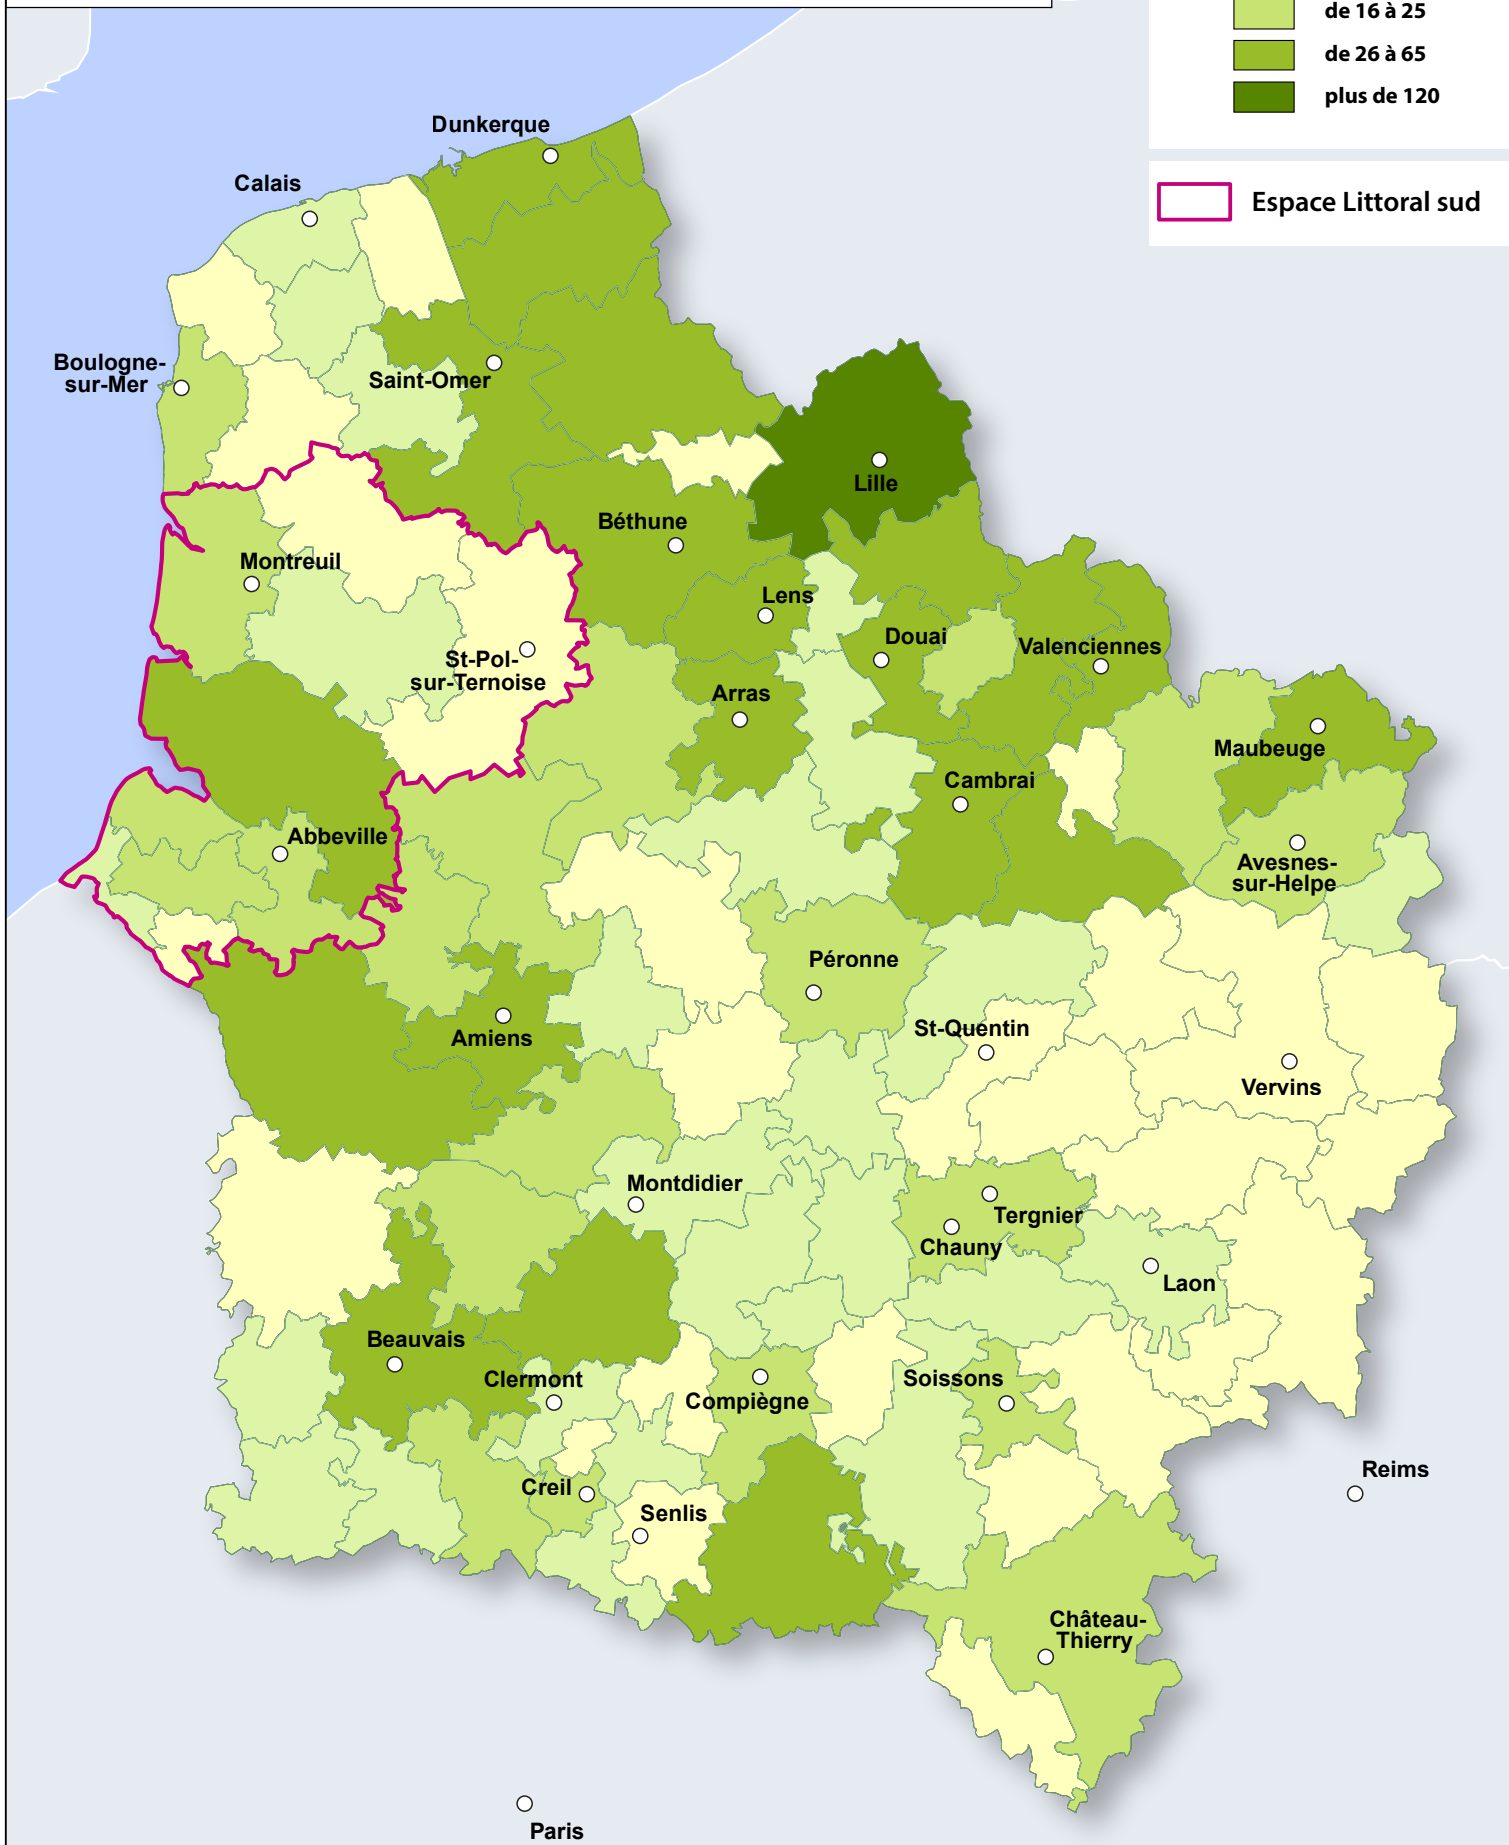 de 16 à 25
de 26 à 65
plus de 120
Espace Littoral sud
Dunkerque
Calais
Boulogne-
sur-Mer
Saint-Omer
Lille
Béthune
Montreuil
Lens
Douai
Valenciennes
St-Pol-
sur-Ternoise
Arras
Maubeuge
Cambrai
Abbeville
Avesnes-
sur-Helpe
Péronne
St-Quentin
Amiens
Vervins
Montdidier
Tergnier
Chauny
Laon
Beauvais
Clermont
Soissons
Compiègne
Creil
Senlis
Reims
Château-
Thierry
Paris